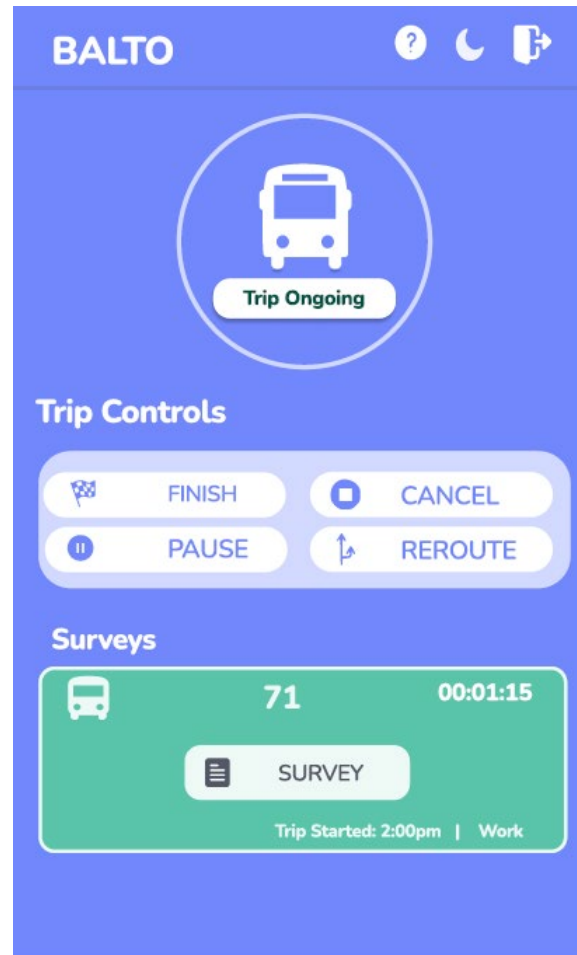 BALTO
?
Trip Ongoing
Trip Controls
FINISH
CANCEL
PAUSE
REROUTE
Surveys
71
00:01:15
SURVEY
Trip Started: 2:00pm | Work